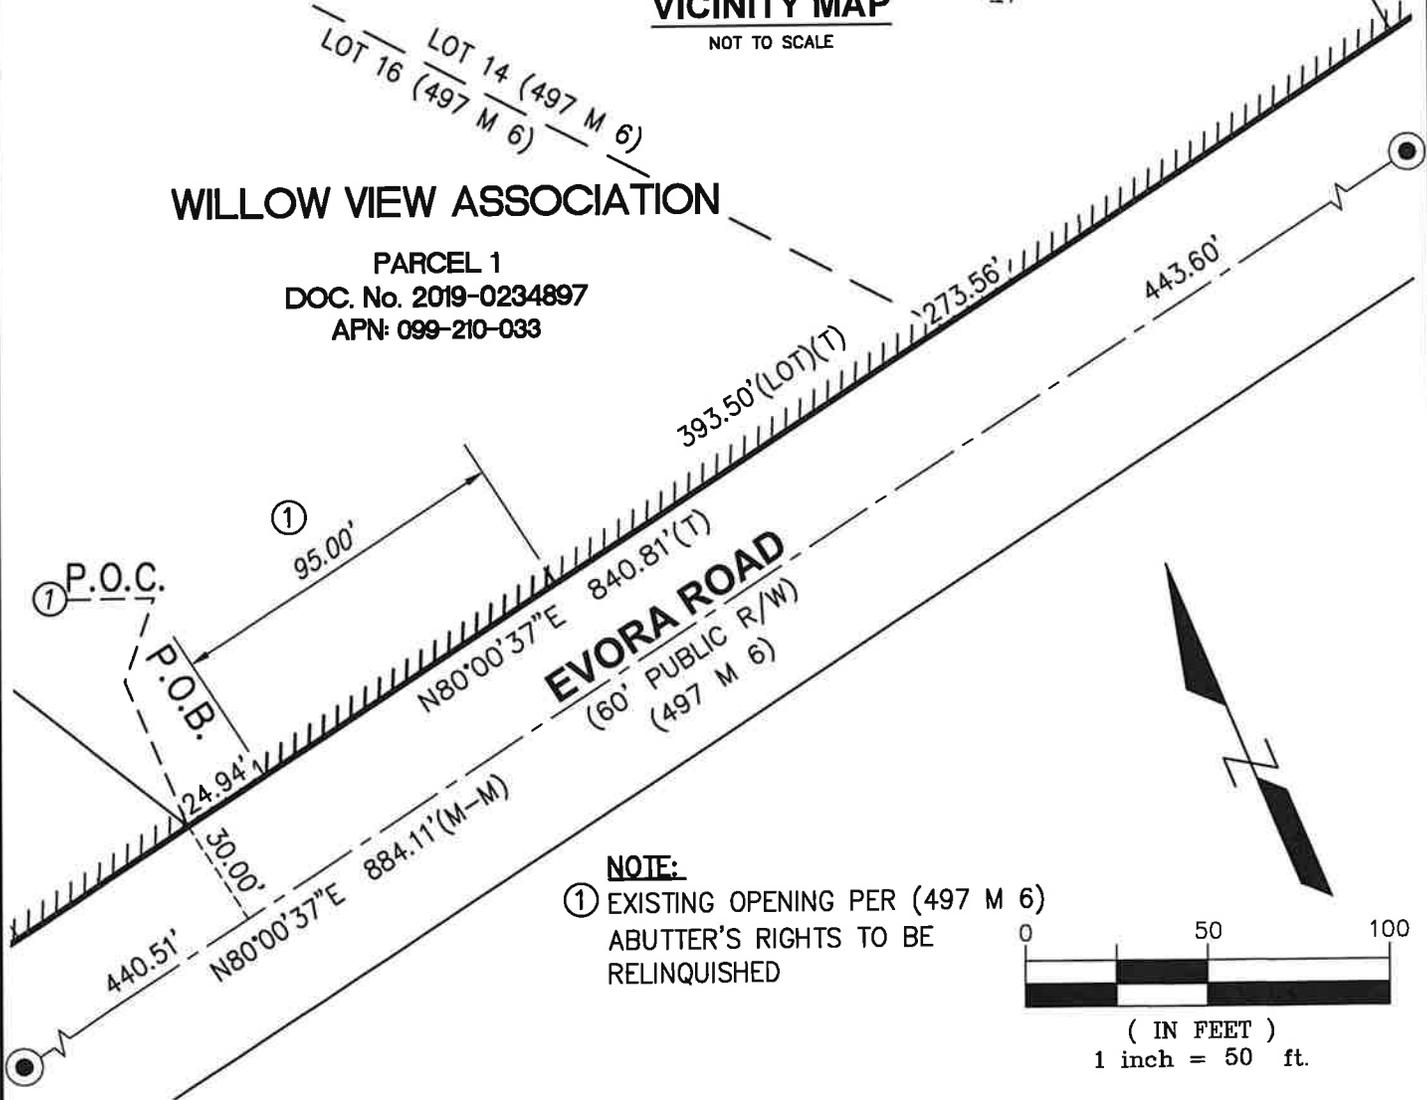 VICINITY MAP
NOT TO SCALE
LOT 14 (497 M 6)
LOT 16 (497 M 6)
WILLOW VIEW ASSOCIATION
PARCEL 1
DOC. No. 2019-0234897
APN: 099-210-033
273.56'
443.60'
393.50'(LOT)(T)
1
95.00'
1 P.O.C.
P.O.B.
N80°00'37"E 840.81'(T)
EVORA ROAD
(60' PUBLIC R/W)
(497 M 6)
24.94'
30.00'
N80°00'37"E 884.11'(M-M)
440.51'
NOTE:
1 EXISTING OPENING PER (497 M 6)
ABUTTER'S RIGHTS TO BE
RELINQUISHED
0 50 100
( IN FEET )
1 inch = 50 ft.